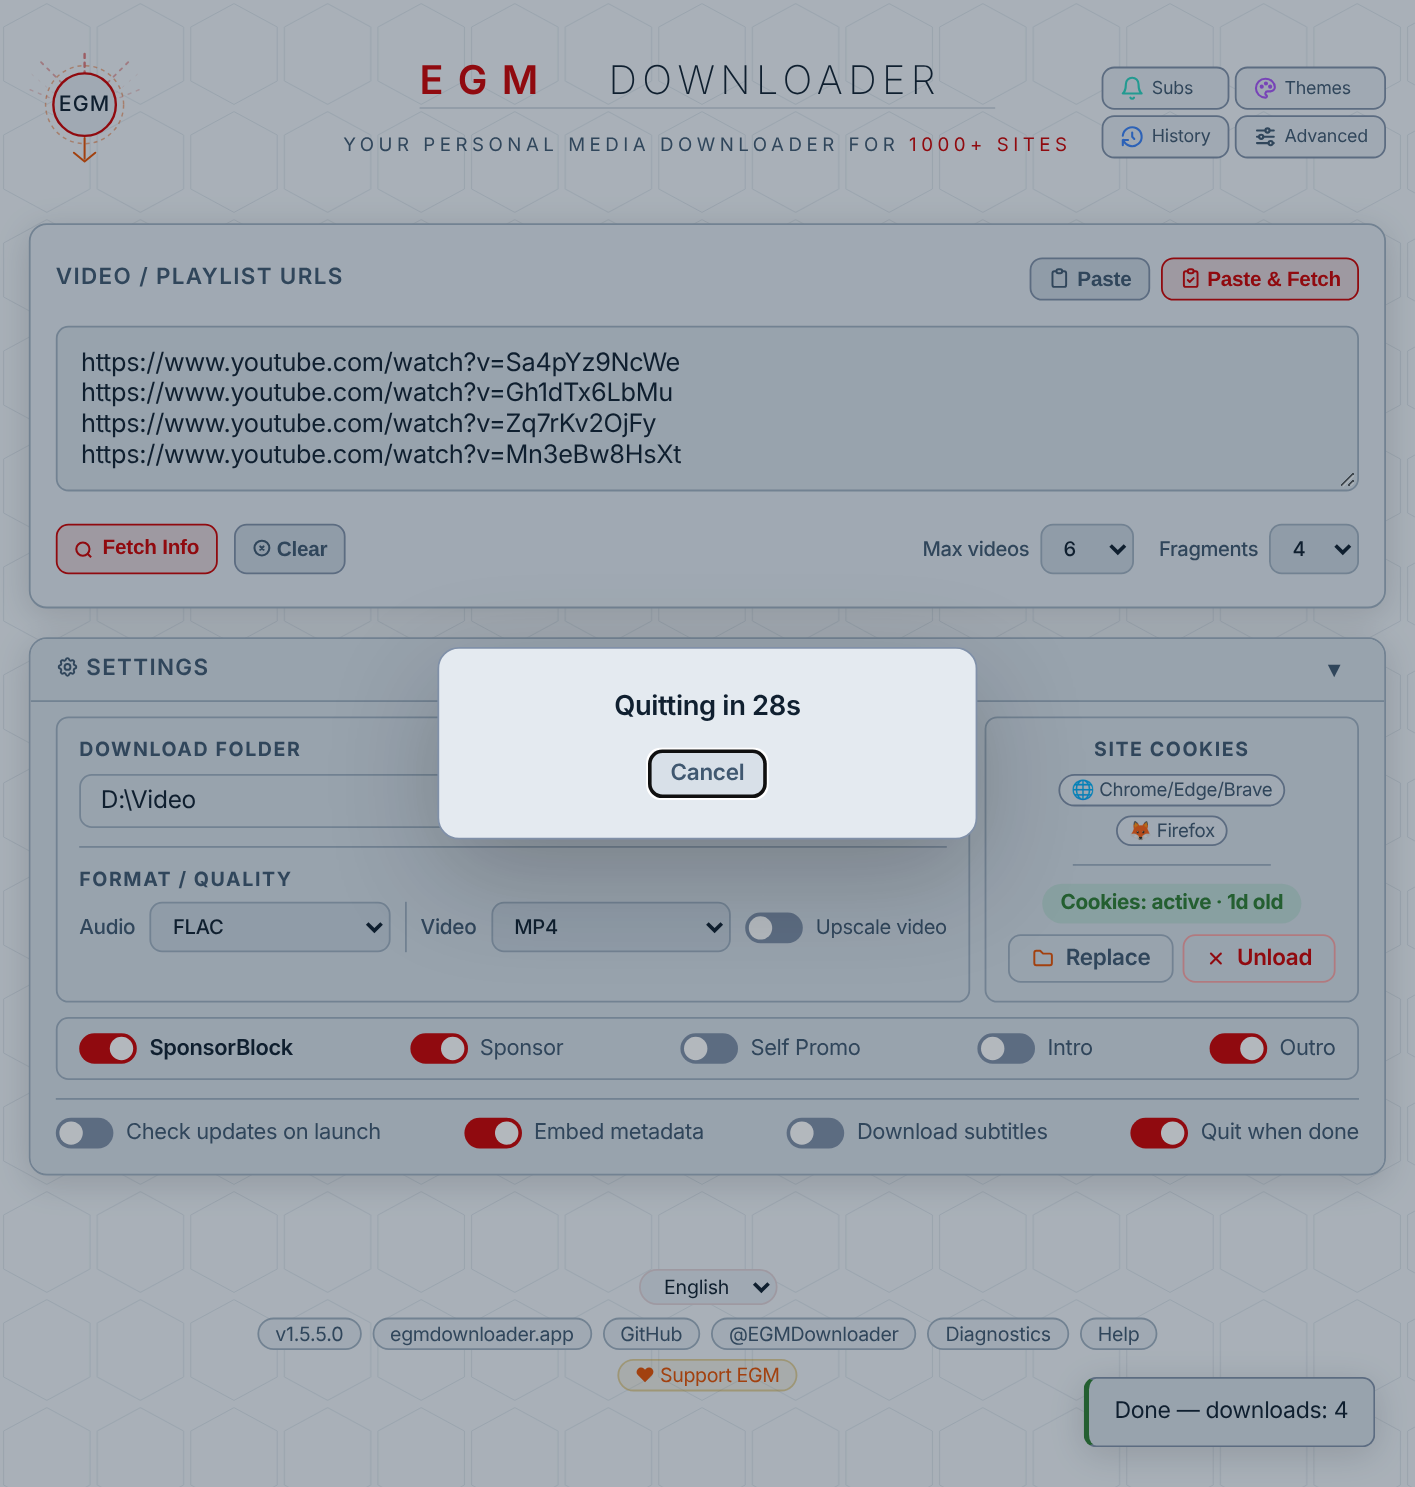 EGM
EGM DOWNLOADER
YOUR PERSONAL MEDIA DOWNLOADER FOR 1000+ SITES
Subs
Themes
History
Advanced
VIDEO / PLAYLIST URLS
Paste
Paste & Fetch
https://www.youtube.com/watch?v=Sa4pYz9NcWe
https://www.youtube.com/watch?v=Gh1dTx6LbMu
https://www.youtube.com/watch?v=Zq7rKv2OjFy
https://www.youtube.com/watch?v=Mn3eBw8HsXt
Fetch Info
Clear
Max videos 6
Fragments 4
SETTINGS
Quitting in 28s
Cancel
DOWNLOAD FOLDER
D:\Video
FORMAT / QUALITY
Audio FLAC
Video MP4
Upscale video
SITE COOKIES
Chrome/Edge/Brave
Firefox
Cookies: active · 1d old
Replace
Unload
SponsorBlock
Sponsor
Self Promo
Intro
Outro
Check updates on launch
Embed metadata
Download subtitles
Quit when done
English
v1.5.5.0
egmdownloader.app
GitHub
@EGMDownloader
Diagnostics
Help
Support EGM
Done — downloads: 4